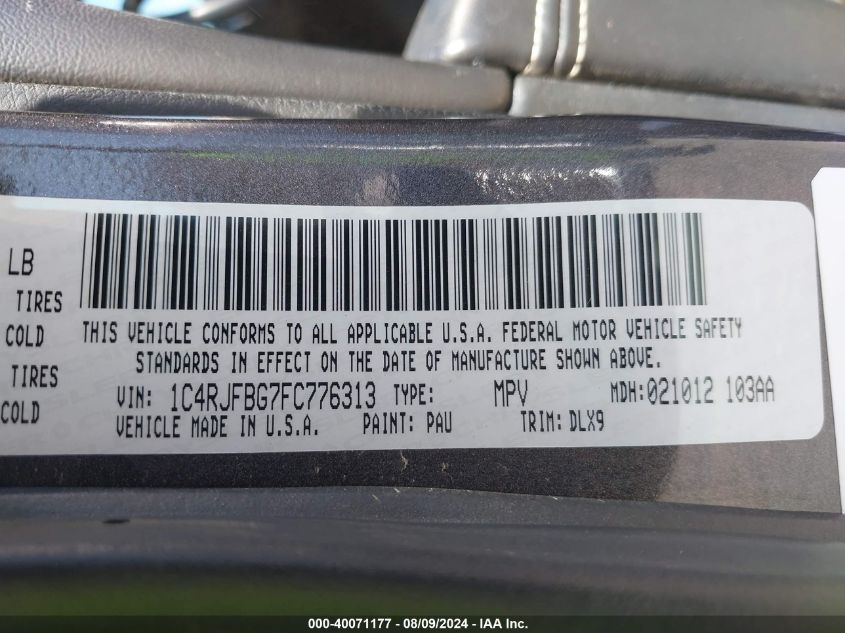 LB
TIRES
COLD
TIRES
COLD
THIS VEHICLE CONFORMS TO ALL APPLICABLE U.S.A. FEDERAL MOTOR VEHICLE SAFETY
STANDARDS IN EFFECT ON THE DATE OF MANUFACTURE SHOWN ABOVE.
VIN: 1C4RJFBG7FC776313 TYPE: MPV MDH:021012 103AA
VEHICLE MADE IN U.S.A. PAINT: PAU TRIM: DLX9
000-40071177 - 08/09/2024 - IAA Inc.